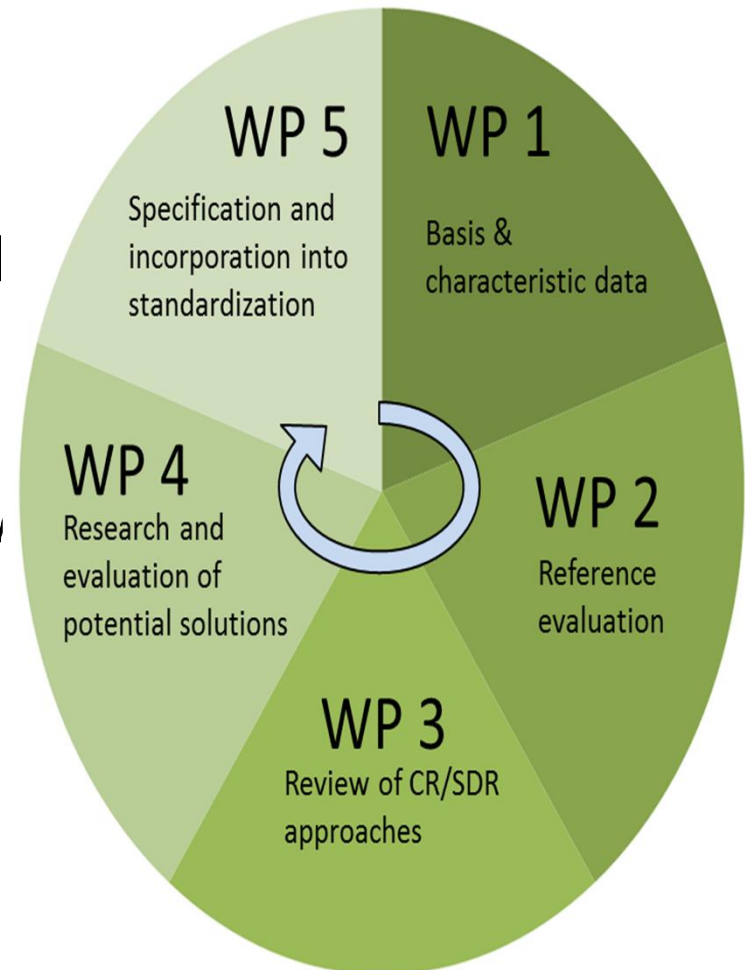 WP 5
Specification and
incorporation into
standardization
WP 1
Basis &
characteristic data
WP 4
Research and
evaluation of
potential solutions
WP 2
Reference
evaluation
WP 3
Review of CR/SDR
approaches